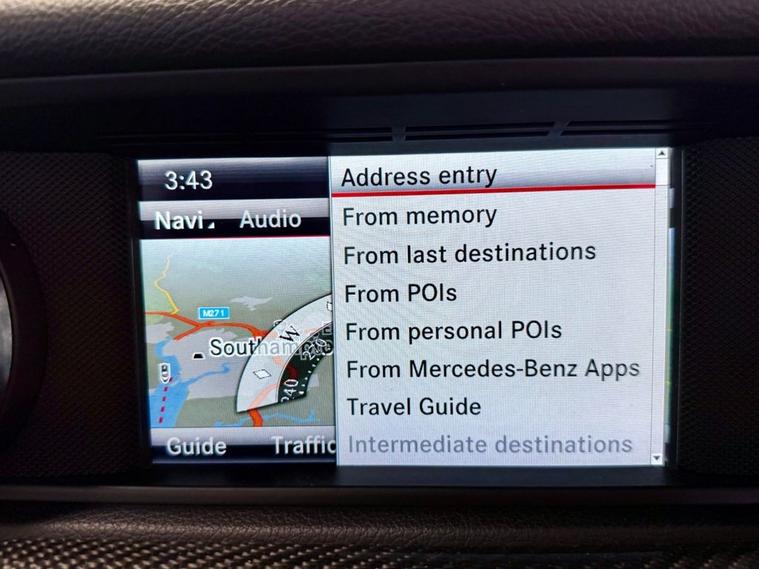 3:43
Navi
Audio
M271
Southam
W
240
Guide
Traffic
Address entry
From memory
From last destinations
From POIs
From personal POIs
From Mercedes-Benz Apps
Travel Guide
Intermediate destinations